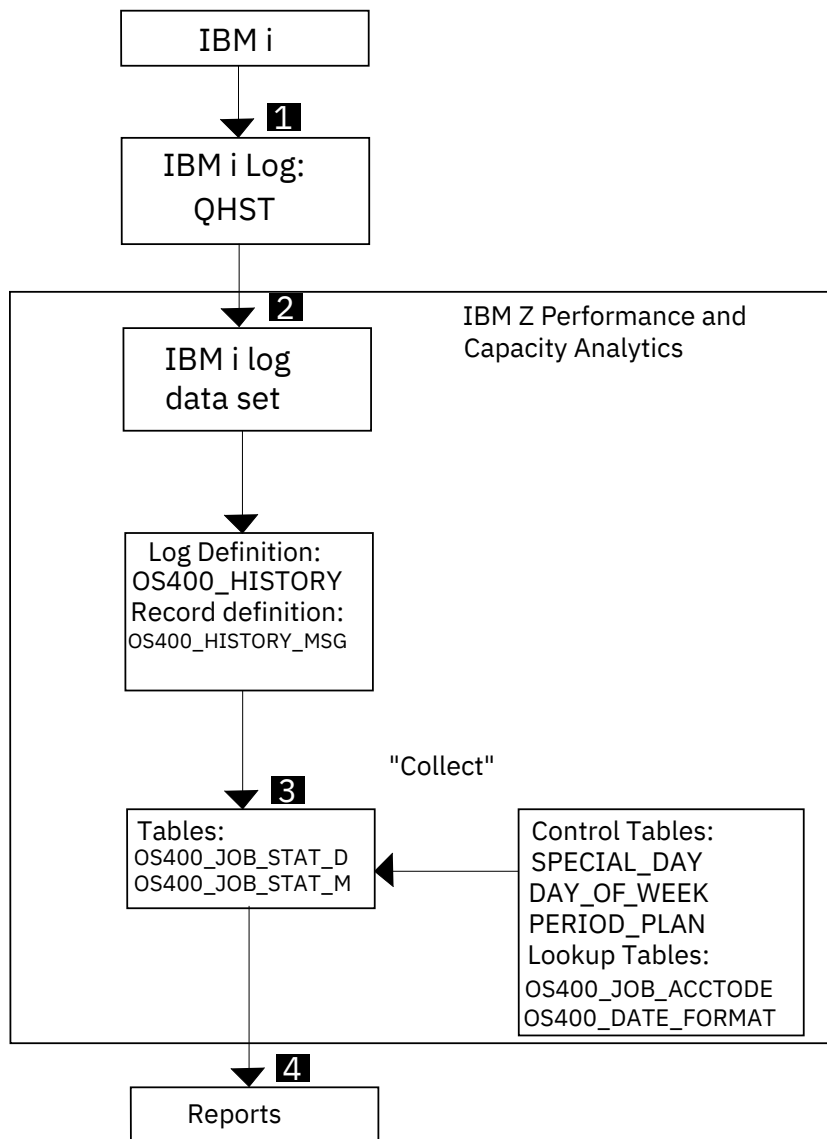 IBM i
1
IBM i Log:
QHST
2
IBM Z Performance and
Capacity Analytics
IBM i log
data set
Log Definition:
OS400_HISTORY
Record definition:
OS400_HISTORY_MSG
"Collect"
3
Tables:
OS400_JOB_STAT_D
OS400_JOB_STAT_M
Control Tables:
SPECIAL_DAY
DAY_OF_WEEK
PERIOD_PLAN
Lookup Tables:
OS400_JOB_ACCTODE
OS400_DATE_FORMAT
4
Reports